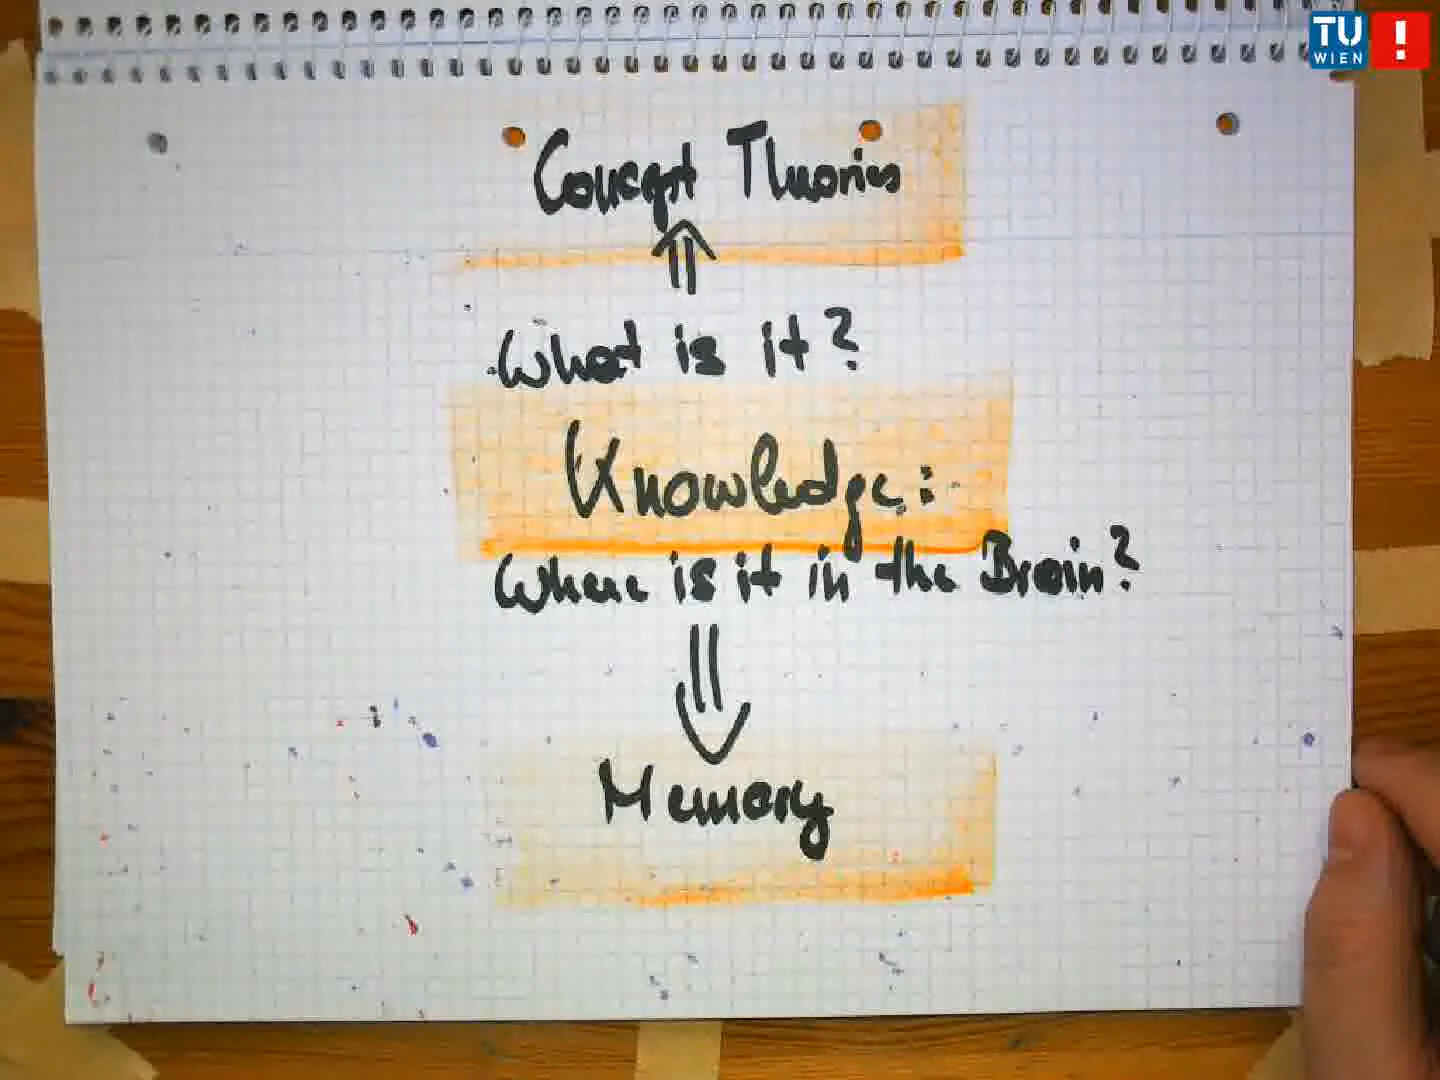 TU
WIEN
!
Concept Theories
What is it?
Knowledge:
Where is it in the Brain?
Memory